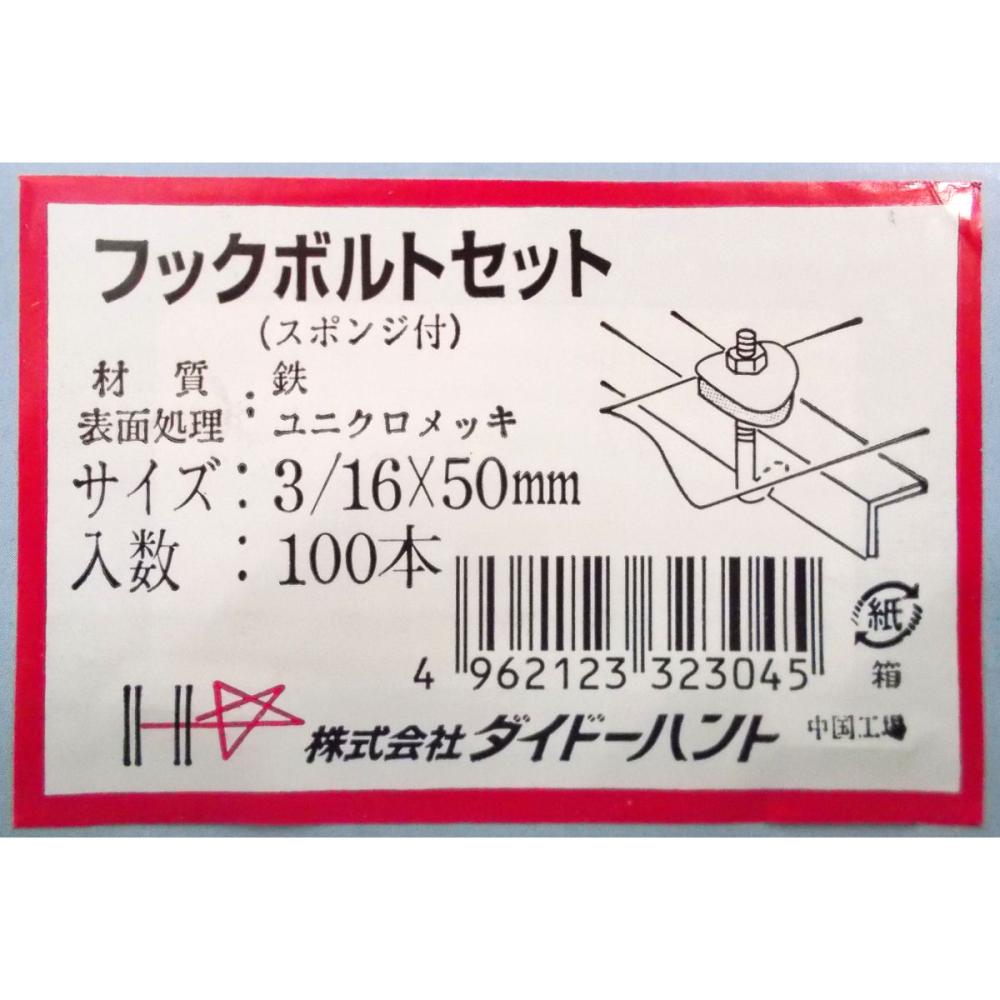 フックボルトセット
(スポンジ付)
材質:鉄
表面処理:ユニクロメッキ
サイズ:3/16×50mm
入数:100本
4 962123 323045
紙
箱
株式会社ダイドーハント
中国工場